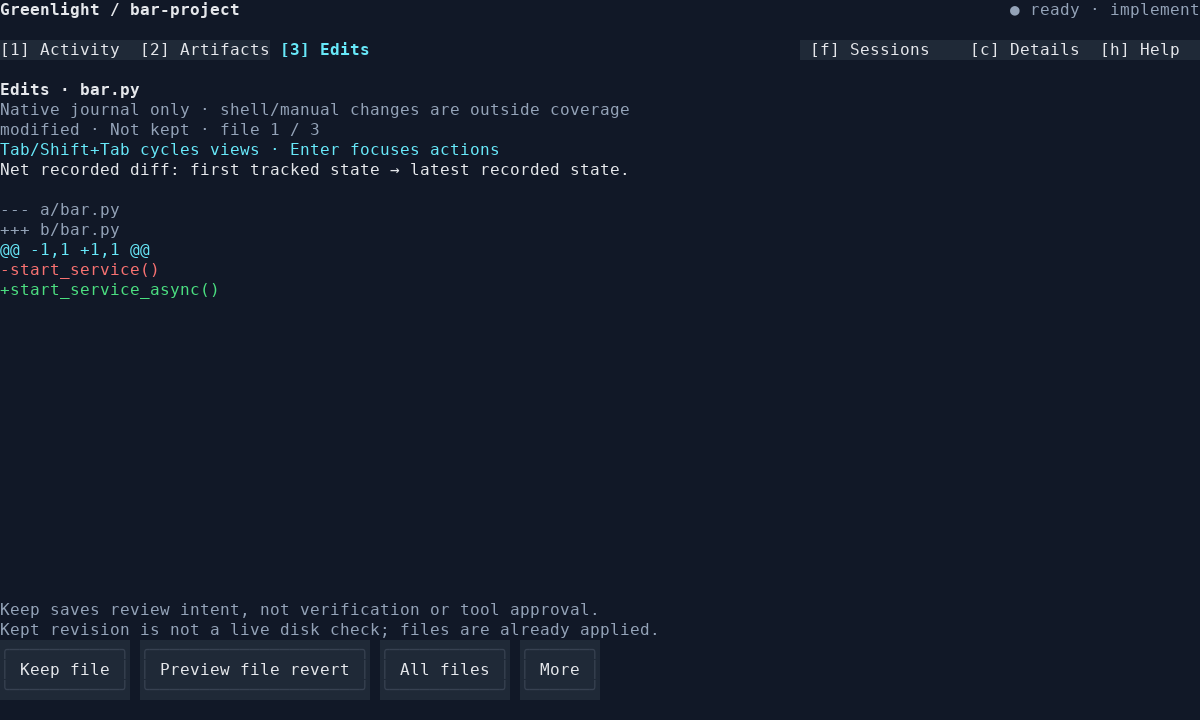 Greenlight / bar-project ● ready · implement
[1] Activity [2] Artifacts [3] Edits [f] Sessions [c] Details [h] Help
Edits · bar.py
Native journal only · shell/manual changes are outside coverage
modified · Not kept · file 1 / 3
Tab/Shift+Tab cycles views · Enter focuses actions
Net recorded diff: first tracked state → latest recorded state.
--- a/bar.py
+++ b/bar.py
@@ -1,1 +1,1 @@
-start_service()
+start_service_async()
Keep saves review intent, not verification or tool approval.
Kept revision is not a live disk check; files are already applied.
Keep file Preview file revert All files More